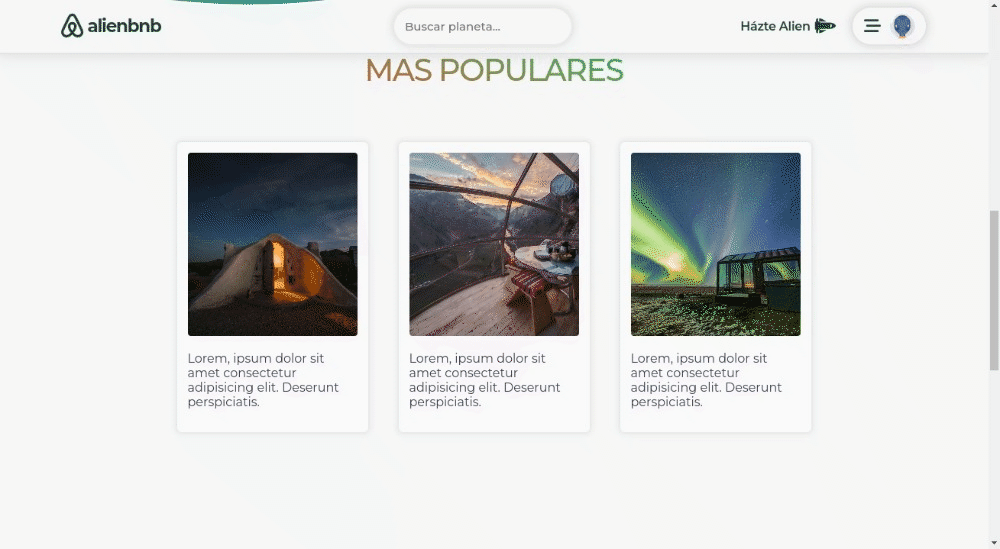 alienbnb
Buscar planeta...
Házte Alien
MAS POPULARES
Lorem, ipsum dolor sit
amet consectetur
adipisicing elit. Deserunt
perspiciatis.
Lorem, ipsum dolor sit
amet consectetur
adipisicing elit. Deserunt
perspiciatis.
Lorem, ipsum dolor sit
amet consectetur
adipisicing elit. Deserunt
perspiciatis.